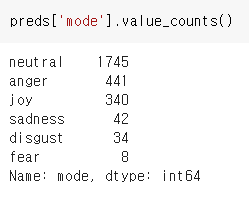 preds['mode'].value_counts()
neutral 1745
anger 441
joy 340
sadness 42
disgust 34
fear 8
Name: mode, dtype: int64